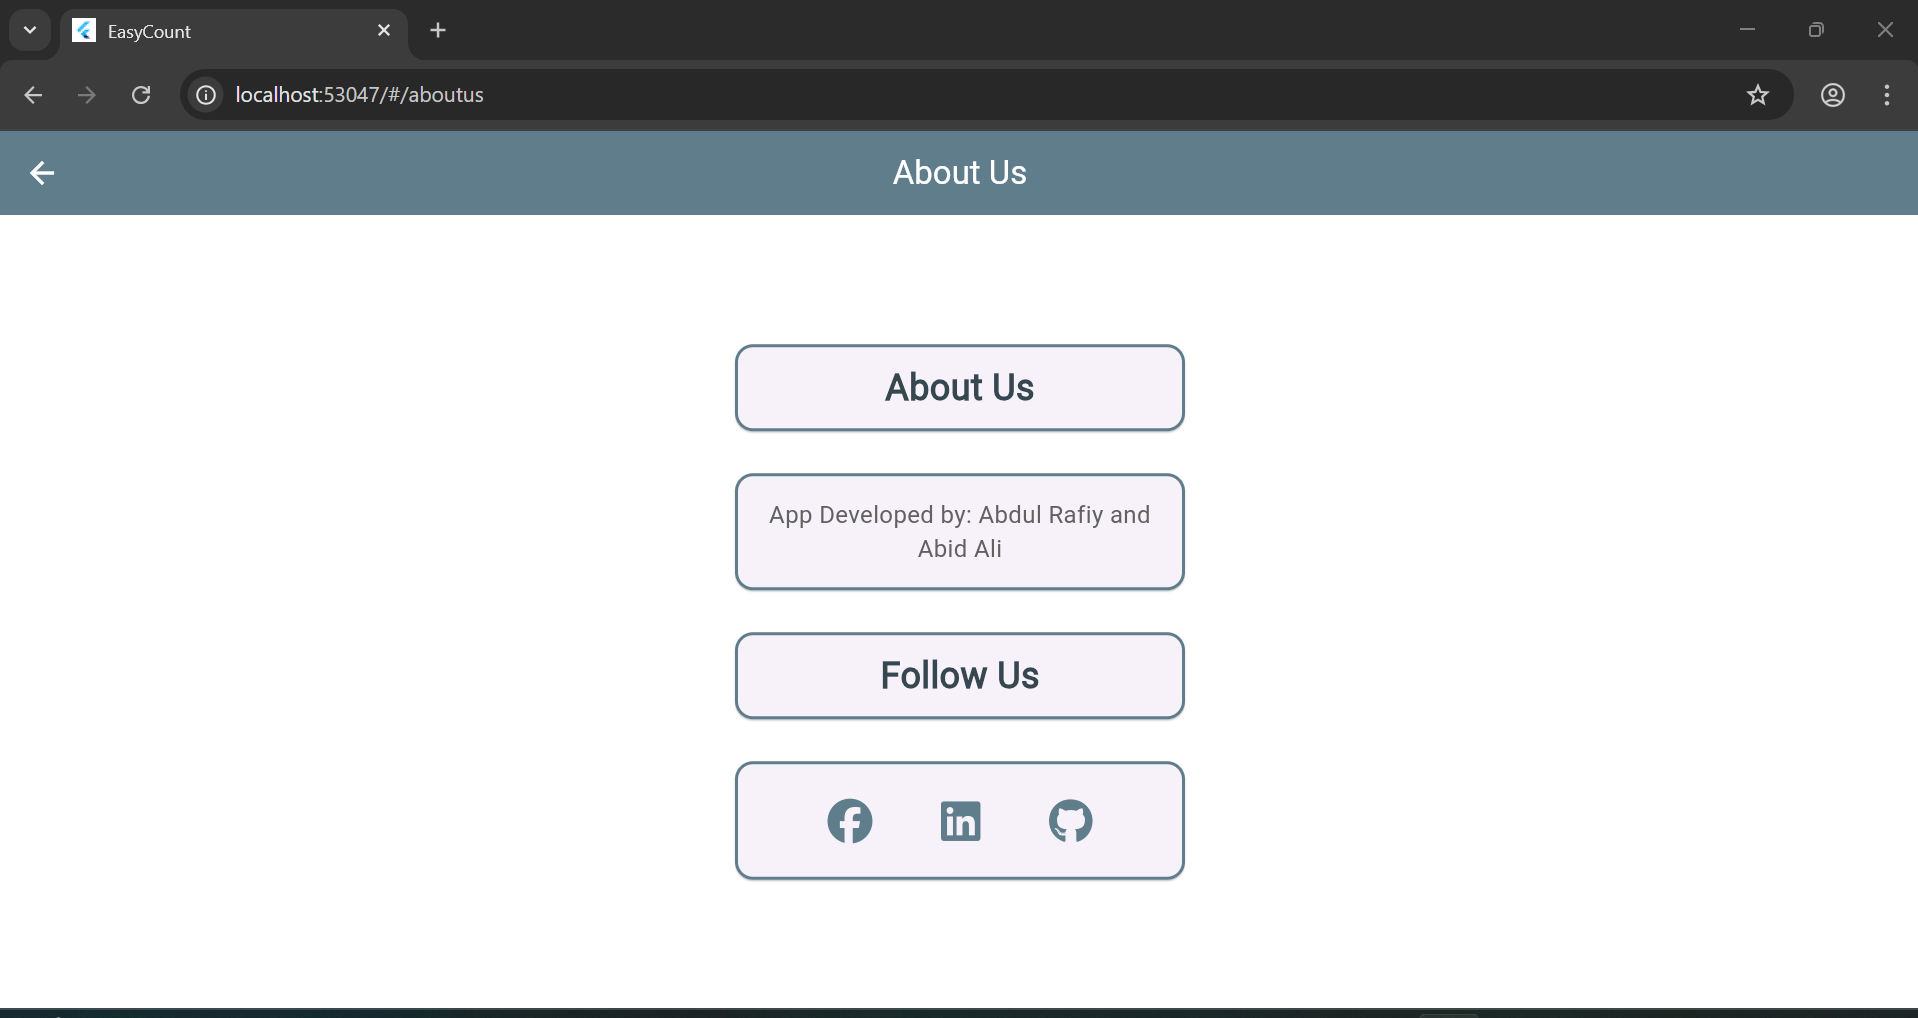 EasyCount
localhost:53047/#/aboutus
About Us
About Us
App Developed by: Abdul Rafiy and
Abid Ali
Follow Us